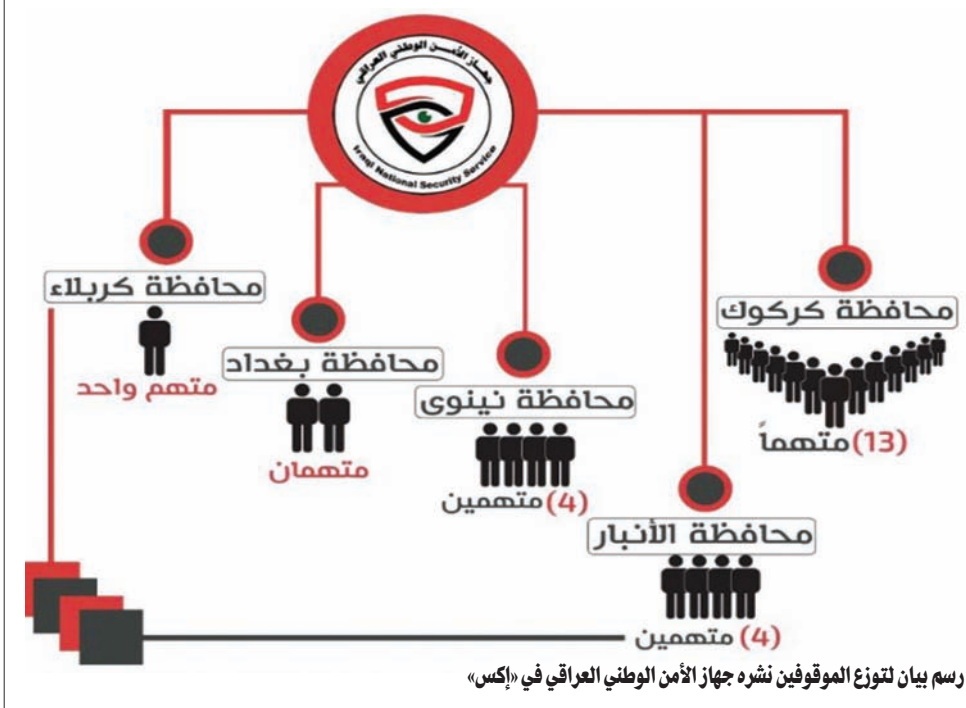 جهاز الأمن الوطني العراقي
Iraqi National Security Service
محافظة كركوك
(13) متهماً
محافظة الأنبار
(4) متهمين
محافظة نينوى
(4) متهمين
محافظة بغداد
متهمان
محافظة كربلاء
متهم واحد
رسم بيان لتوزع الموقوفين نشره جهاز الأمن الوطني العراقي في «إكس»